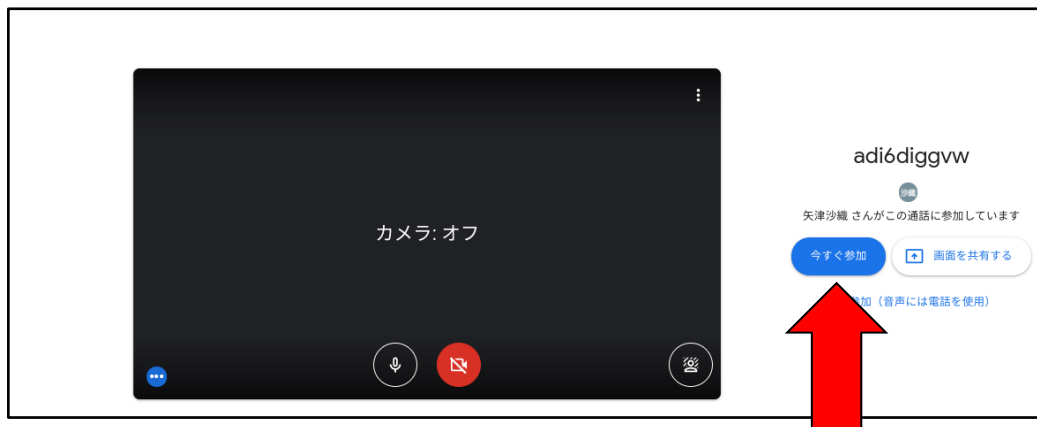 カメラ: オフ
adi6diggvw
沙織
矢津沙織 さんがこの通話に参加しています
今すぐ参加
画面を共有する
参加（音声には電話を使用）